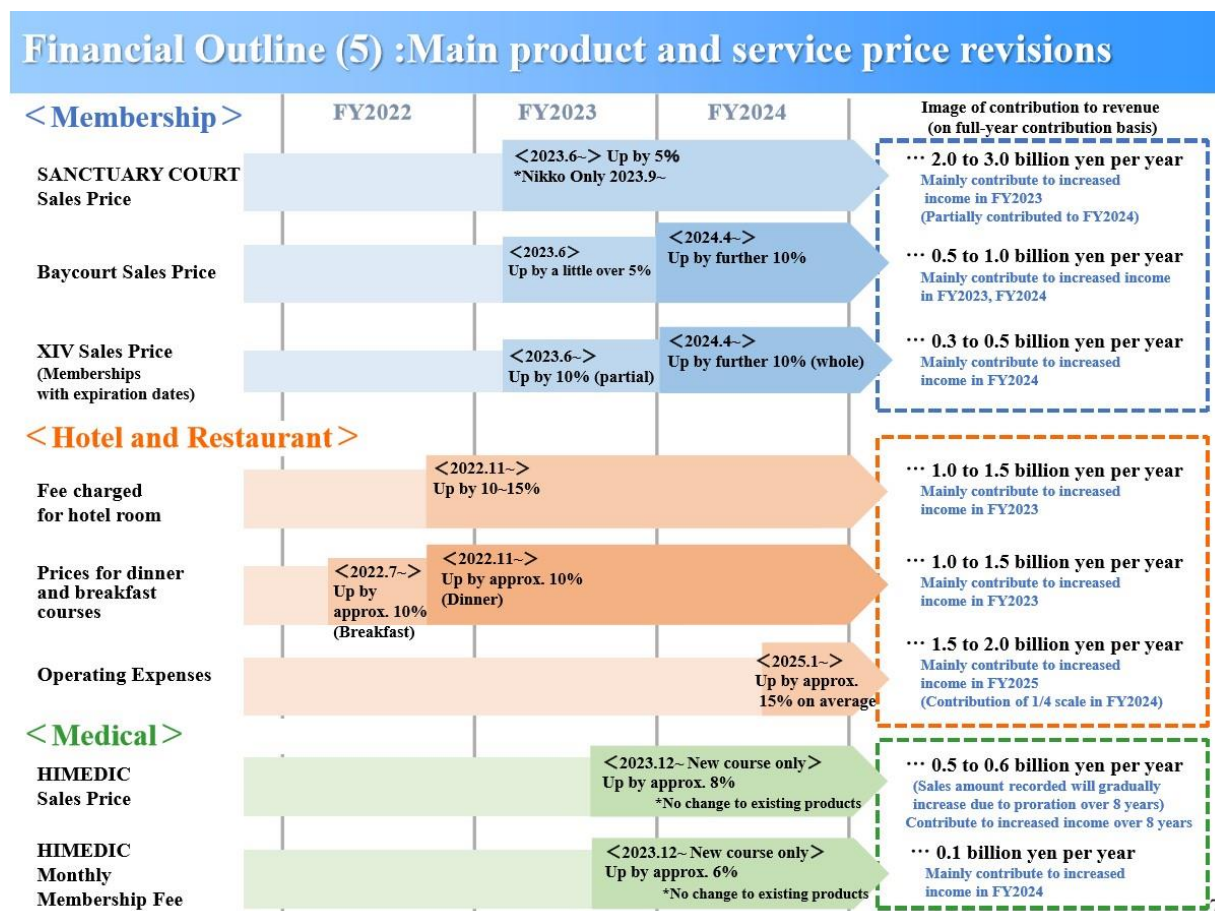 Financial Outline (5) :Main product and service price revisions
<Membership>
FY2022
FY2023
FY2024
Image of contribution to revenue
(on full-year contribution basis)
SANCTUARY COURT
Sales Price
<2023.6~> Up by 5%
*Nikko Only 2023.9~
… 2.0 to 3.0 billion yen per year
Mainly contribute to increased
income in FY2023
(Partially contributed to FY2024)
Baycourt Sales Price
<2023.6>
Up by a little over 5%
<2024.4~>
Up by further 10%
… 0.5 to 1.0 billion yen per year
Mainly contribute to increased income
in FY2023, FY2024
XIV Sales Price
(Memberships
with expiration dates)
<2023.6~>
Up by 10% (partial)
<2024.4~>
Up by further 10% (whole)
… 0.3 to 0.5 billion yen per year
Mainly contribute to increased
income in FY2024
<Hotel and Restaurant>
Fee charged
for hotel room
<2022.11~>
Up by 10~15%
… 1.0 to 1.5 billion yen per year
Mainly contribute to increased
income in FY2023
Prices for dinner
and breakfast
courses
<2022.7~>
Up by
approx. 10%
(Breakfast)
<2022.11~>
Up by approx. 10%
(Dinner)
… 1.0 to 1.5 billion yen per year
Mainly contribute to increased
income in FY2023
Operating Expenses
<2025.1~>
Up by approx.
15% on average
… 1.5 to 2.0 billion yen per year
Mainly contribute to increased
income in FY2025
(Contribution of 1/4 scale in FY2024)
<Medical>
HIMEDIC
Sales Price
<2023.12~ New course only>
Up by approx. 8%
*No change to existing products
… 0.5 to 0.6 billion yen per year
(Sales amount recorded will gradually
increase due to proration over 8 years)
Contribute to increased income over 8 years
HIMEDIC
Monthly
Membership Fee
<2023.12~ New course only>
Up by approx. 6%
*No change to existing products
… 0.1 billion yen per year
Mainly contribute to increased
income in FY2024